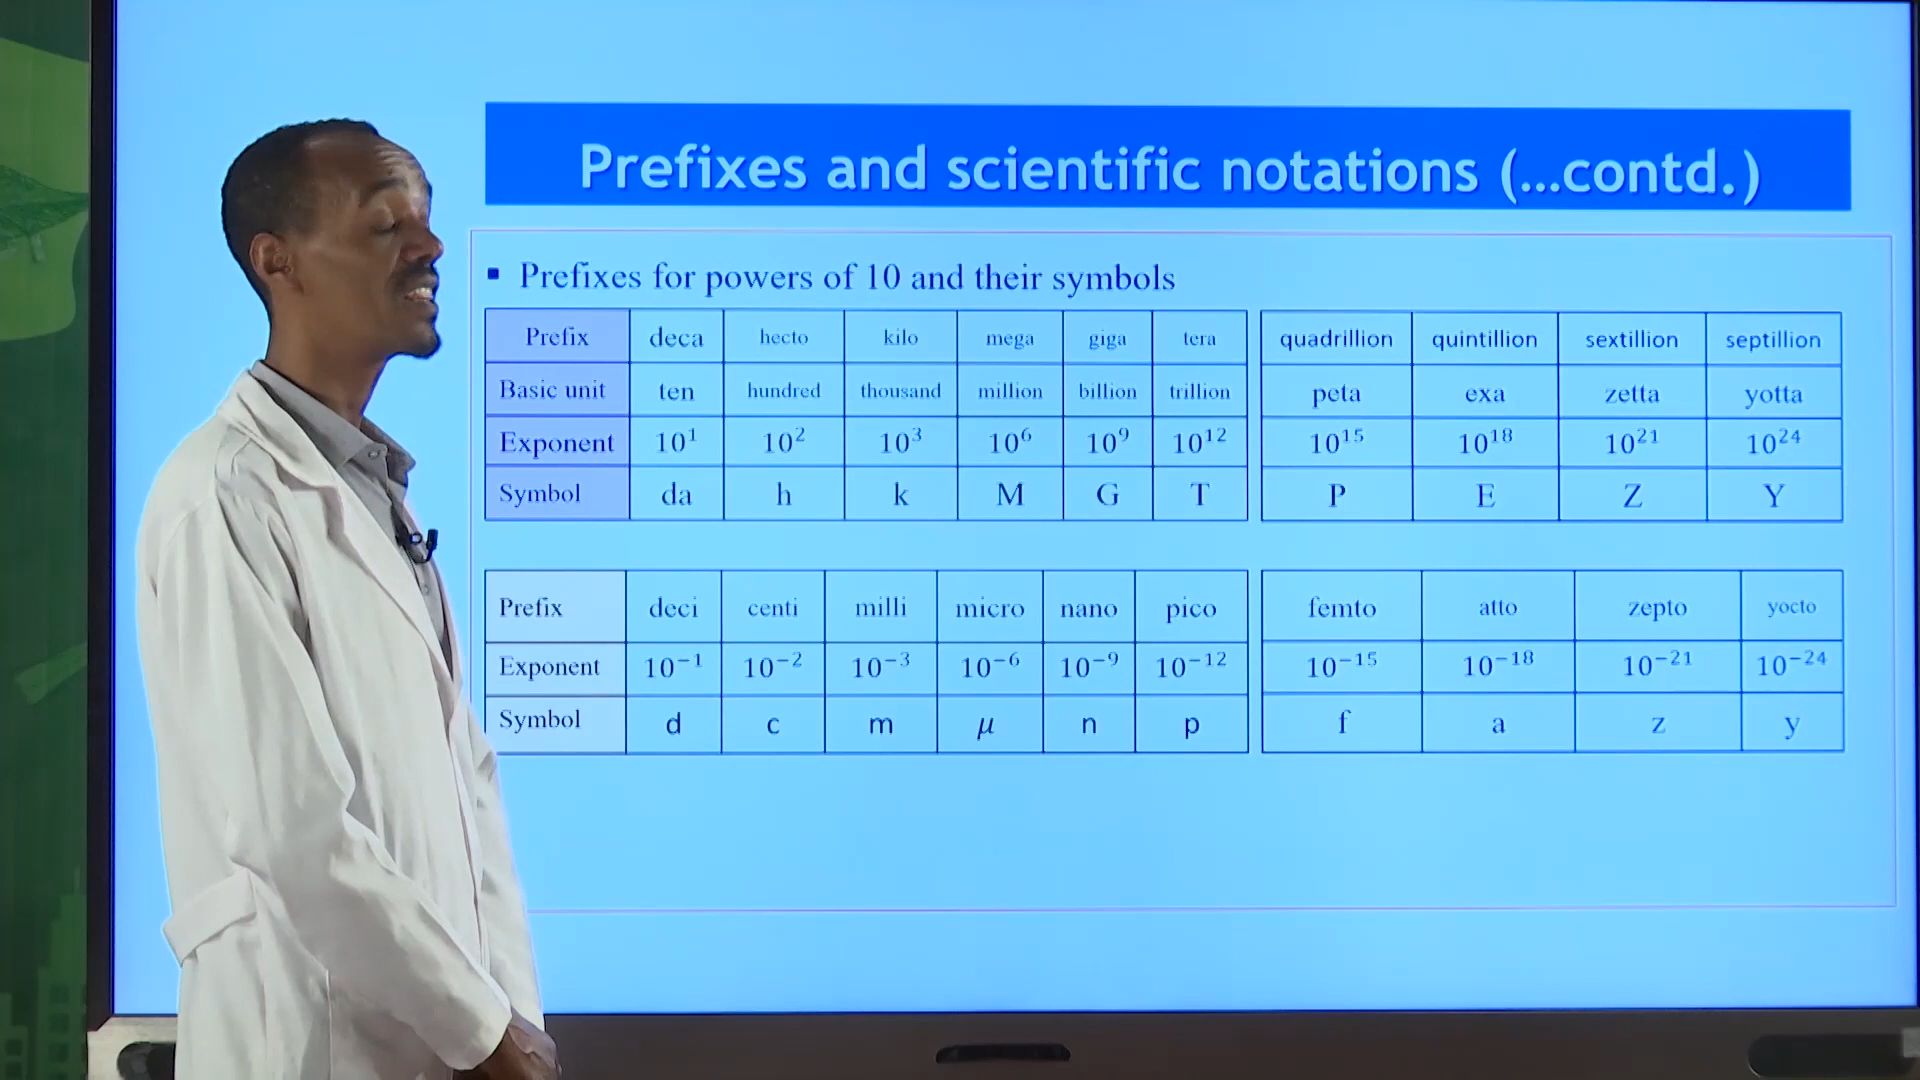 Prefixes and scientific notations (...contd.)
▪ Prefixes for powers of 10 and their symbols
Prefix deca hecto kilo mega giga tera quadrillion quintillion sextillion septillion
Basic unit ten hundred thousand million billion trillion peta exa zetta yotta
Exponent 10¹ 10² 10³ 10⁶ 10⁹ 10¹² 10¹⁵ 10¹⁸ 10²¹ 10²⁴
Symbol da h k M G T P E Z Y
Prefix deci centi milli micro nano pico femto atto zepto yocto
Exponent 10⁻¹ 10⁻² 10⁻³ 10⁻⁶ 10⁻⁹ 10⁻¹² 10⁻¹⁵ 10⁻¹⁸ 10⁻²¹ 10⁻²⁴
Symbol d c m μ n p f a z y